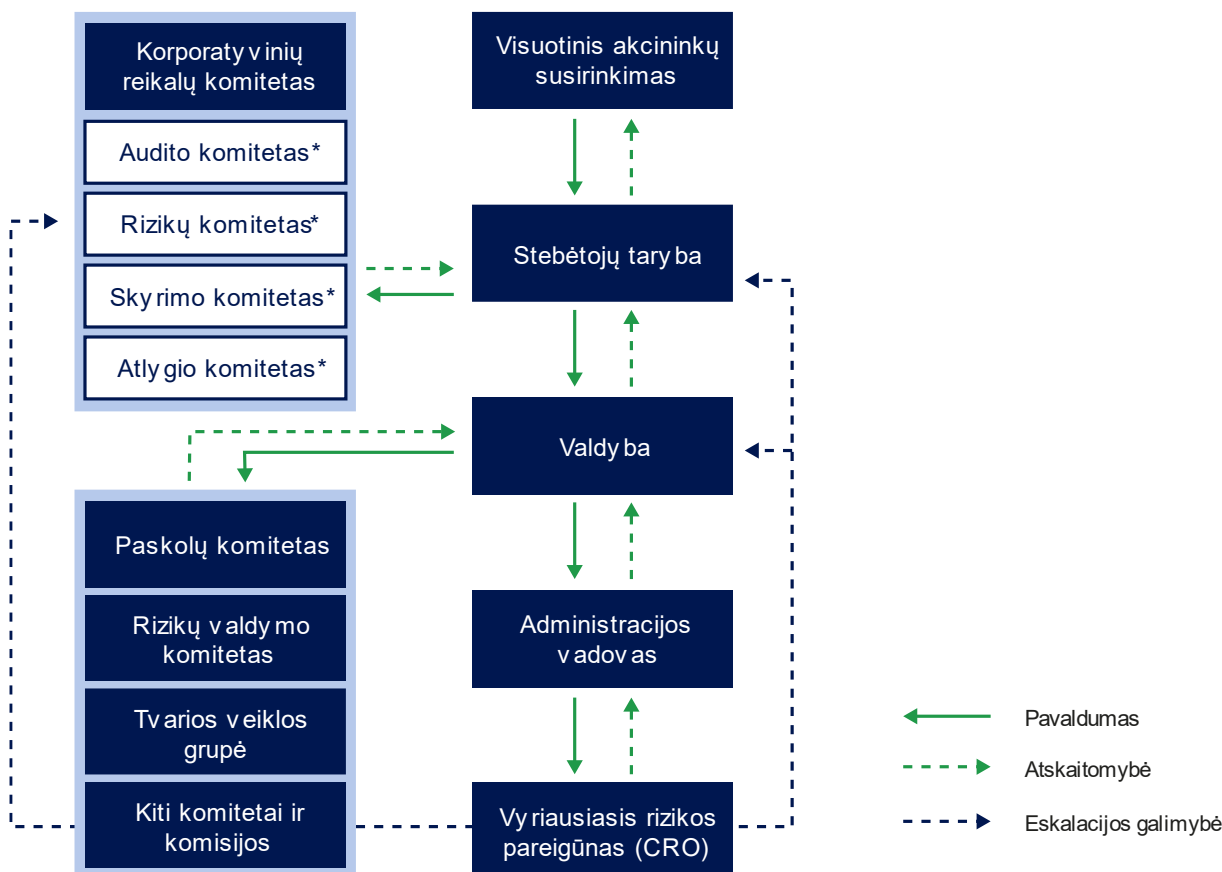 Korporatyvinių
reikalų komitetas
Audito komitetas*
Rizikų komitetas*
Skyrimo komitetas*
Atlygio komitetas*
Paskolų komitetas
Rizikų valdymo
komitetas
Tvarios veiklos
grupė
Kiti komitetai ir
komisijos
Visuotinis akcininkų
susirinkimas
Stebėtojų taryba
Valdyba
Administracijos
vadovas
Vyriausiasis rizikos
pareigūnas (CRO)
Pavaldumas
Atskaitomybė
Eskalacijos galimybė